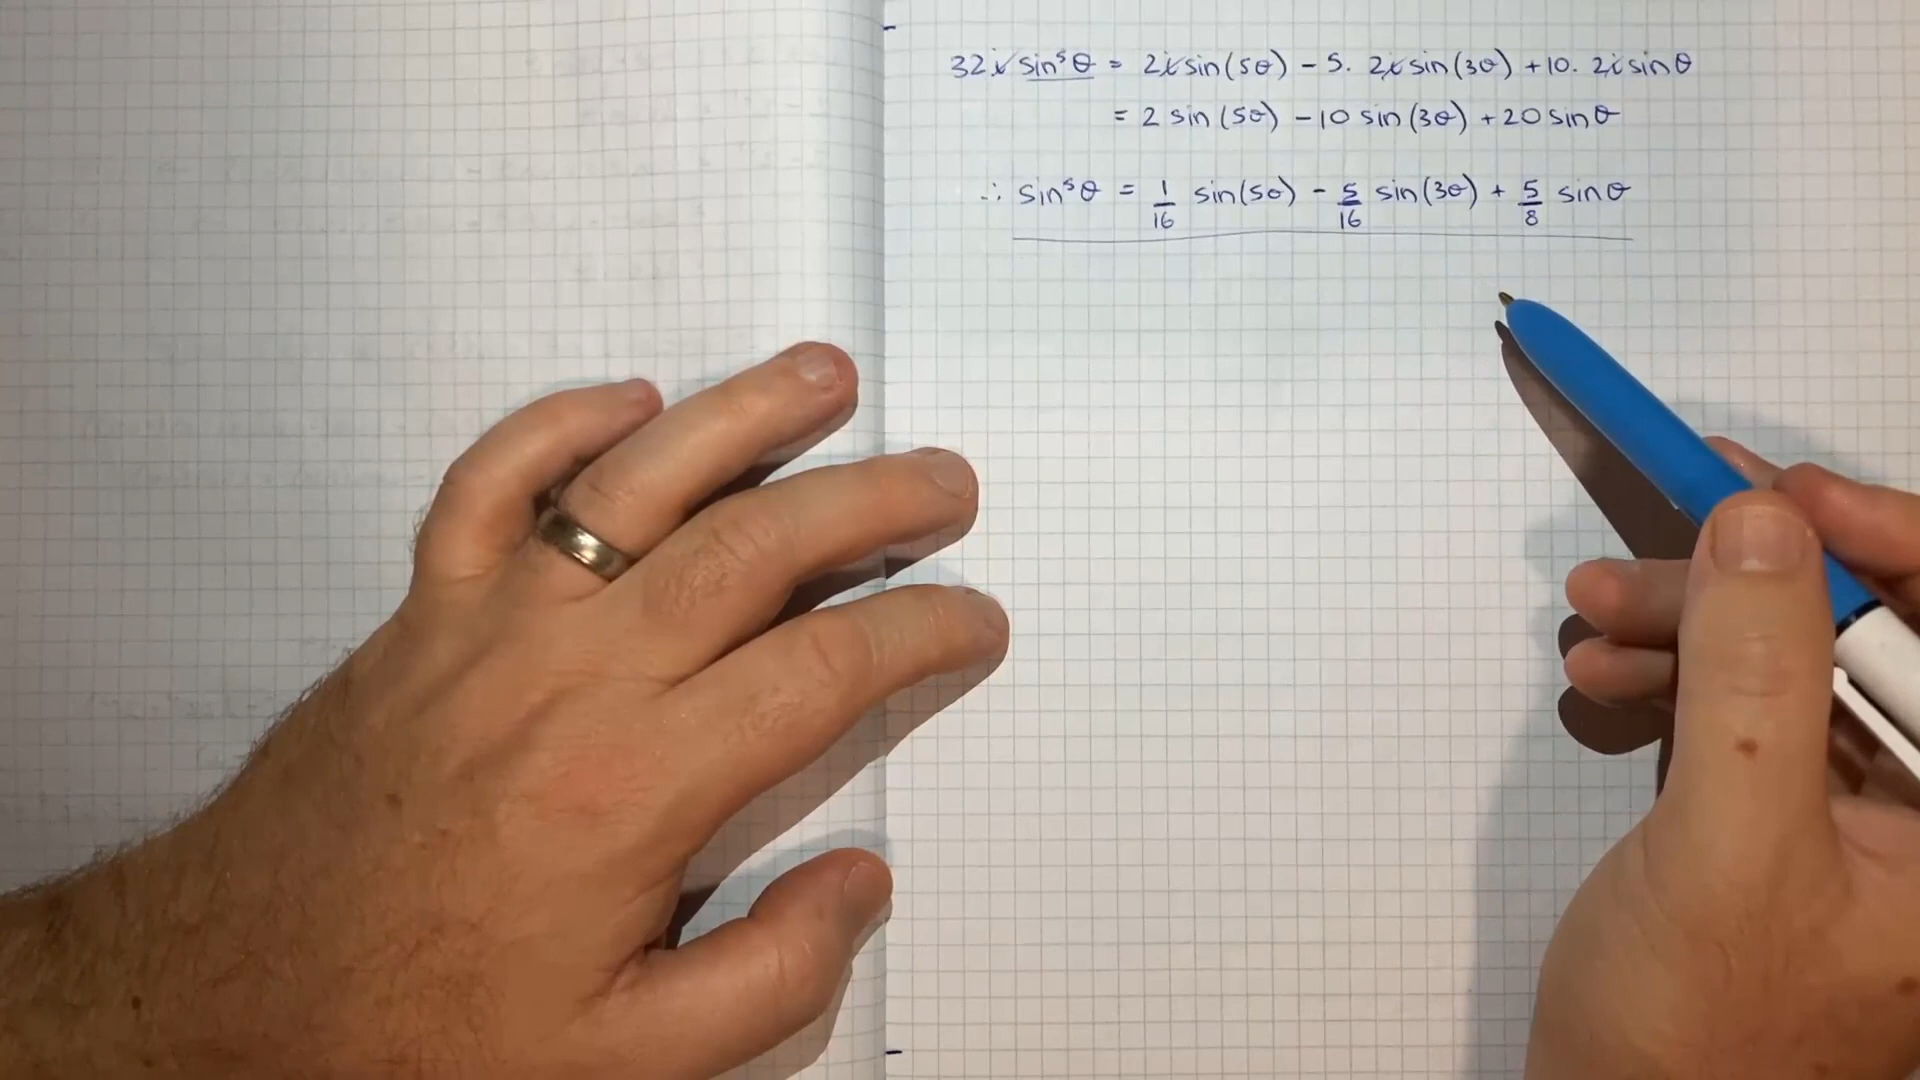 32i sin⁵θ = 2i sin(5θ) - 5. 2i sin(3θ) + 10. 2i sinθ
= 2 sin(5θ) - 10 sin(3θ) + 20 sinθ
∴ sin⁵θ = 1/16 sin(5θ) - 5/16 sin(3θ) + 5/8 sinθ